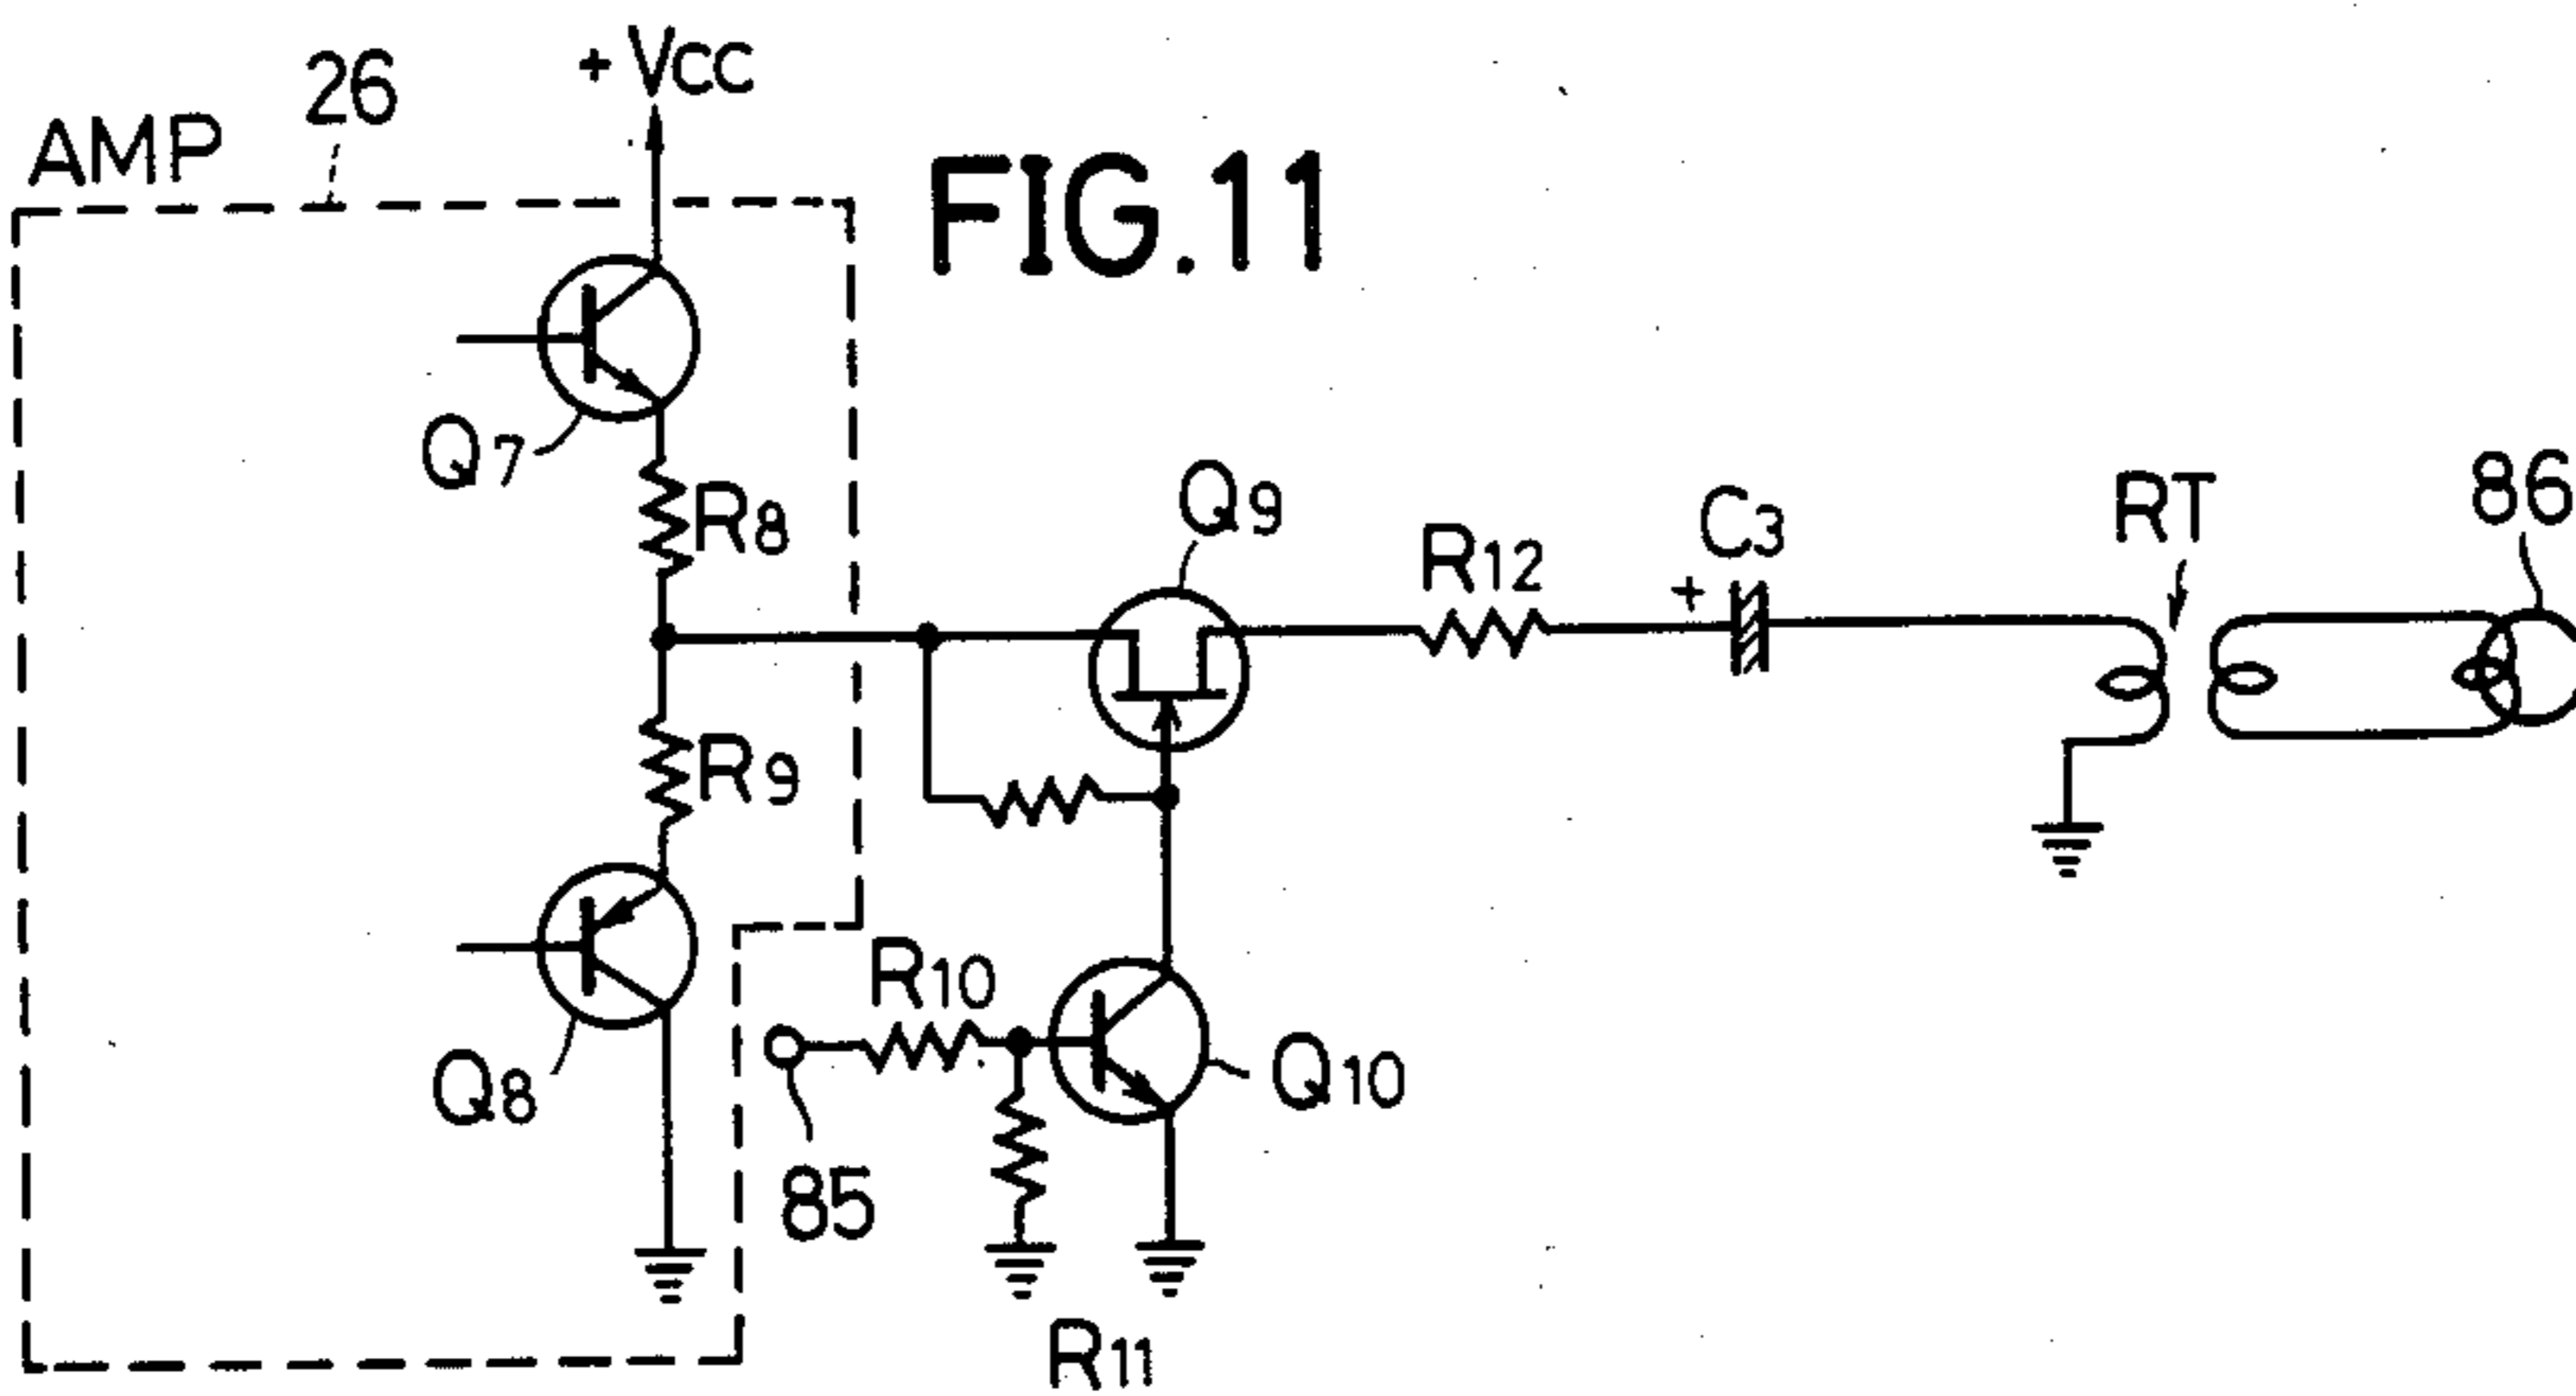 + Vcc
26
AMP
FIG.11
Q7
R8
Q9
R12
+
C3
RT
86
R9
R10
Q8
85
Q10
R11